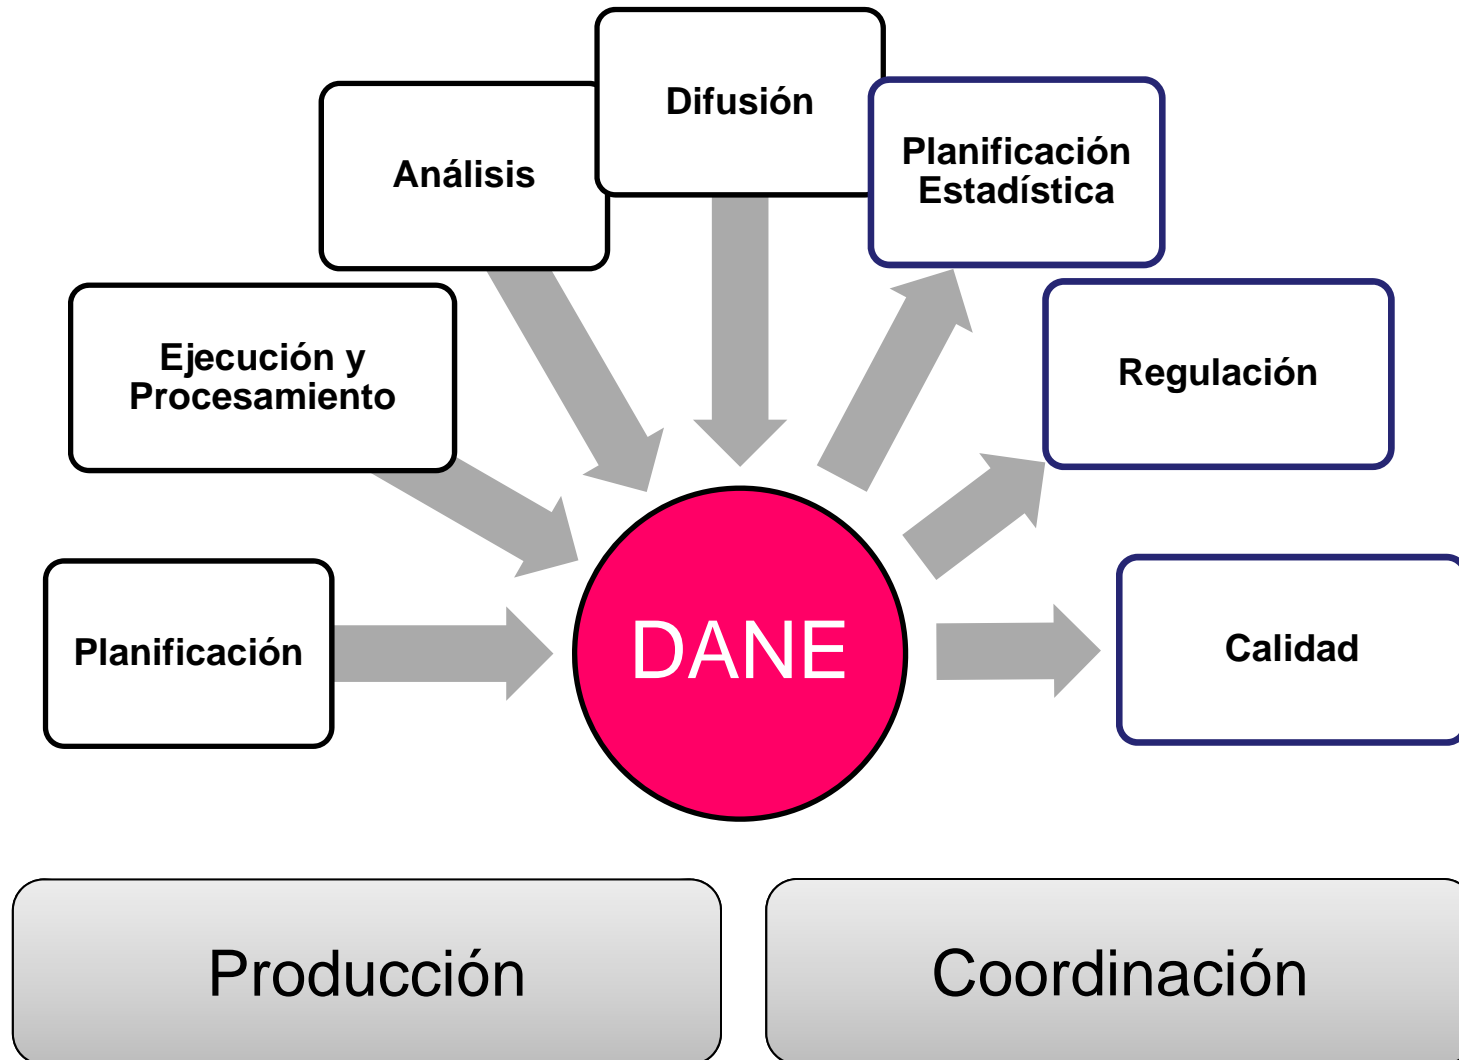 Difusión
Análisis
Planificación
Estadística
Ejecución y
Procesamiento
Regulación
Planificación
DANE
Calidad
Producción
Coordinación